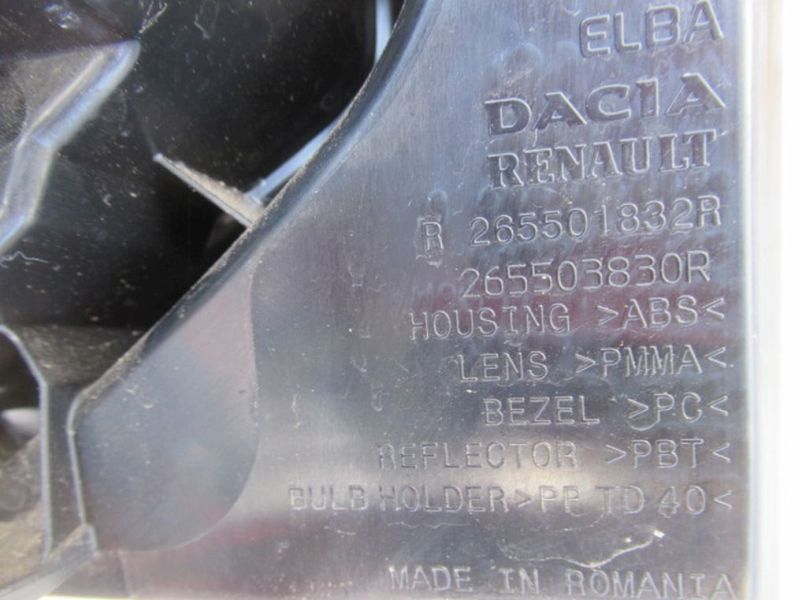 ELBA
DACIA
RENAULT
R 265501832R
265503830R
HOUSING >ABS<
LENS >PMMA<
BEZEL >PC<
REFLECTOR >PBT<
BULB HOLDER>PP TD 40<
MADE IN ROMANIA